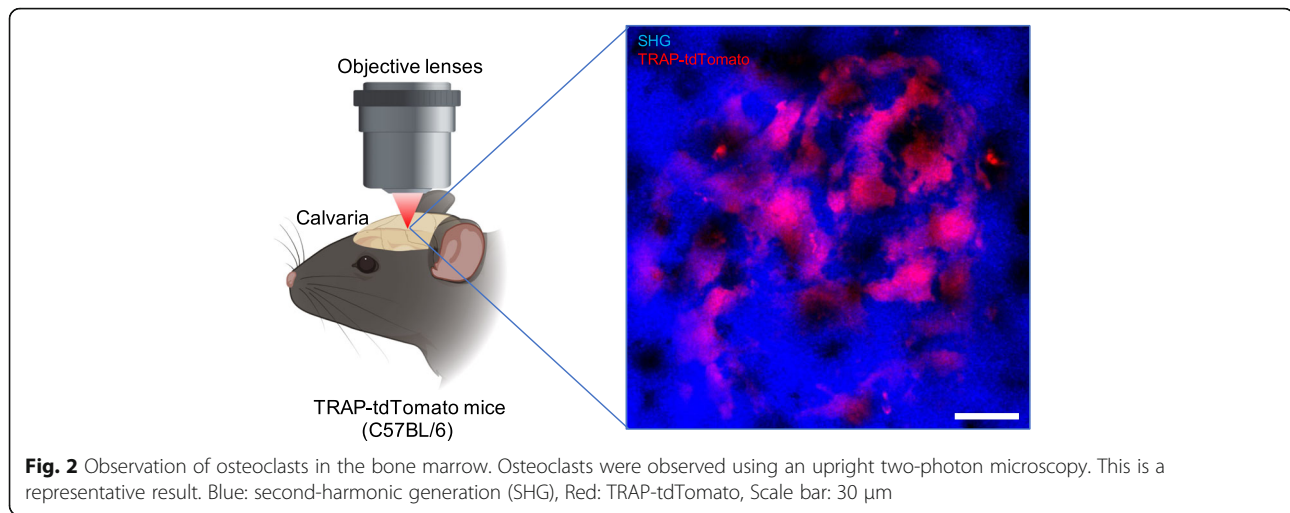 Objective lenses
Calvaria
TRAP-tdTomato mice
(C57BL/6)
SHG
TRAP-tdTomato
Fig. 2 Observation of osteoclasts in the bone marrow. Osteoclasts were observed using an upright two-photon microscopy. This is a
representative result. Blue: second-harmonic generation (SHG), Red: TRAP-tdTomato, Scale bar: 30 μm